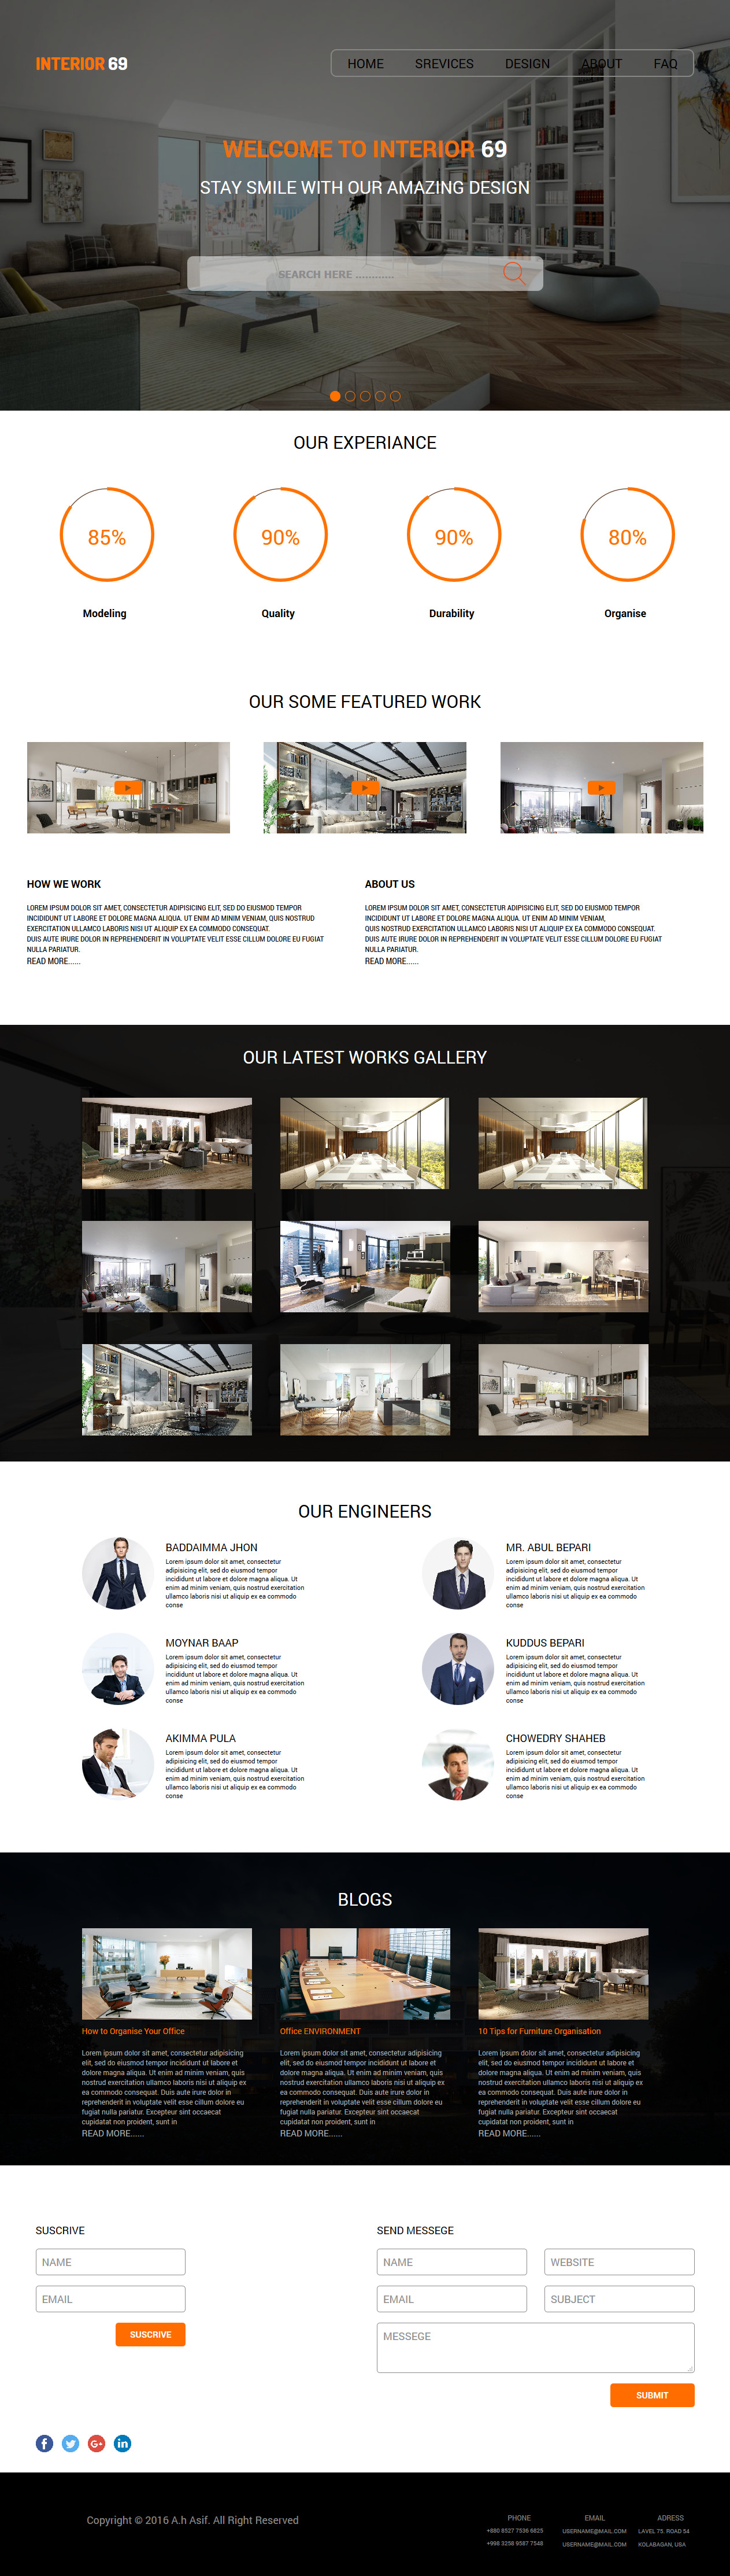 INTERIOR 69
HOME SREVICES DESIGN ABOUT FAQ
WELCOME TO INTERIOR 69
STAY SMILE WITH OUR AMAZING DESIGN
SEARCH HERE ............
OUR EXPERIANCE
85% 90% 90% 80%
Modeling Quality Durability Organise
OUR SOME FEATURED WORK
HOW WE WORK
LOREM IPSUM DOLOR SIT AMET, CONSECTETUR ADIPISICING ELIT, SED DO EIUSMOD TEMPOR
INCIDIDUNT UT LABORE ET DOLORE MAGNA ALIQUA. UT ENIM AD MINIM VENIAM, QUIS NOSTRUD
EXERCITATION ULLAMCO LABORIS NISI UT ALIQUIP EX EA COMMODO CONSEQUAT.
DUIS AUTE IRURE DOLOR IN REPREHENDERIT IN VOLUPTATE VELIT ESSE CILLUM DOLORE EU FUGIAT
NULLA PARIATUR.
READ MORE......
ABOUT US
LOREM IPSUM DOLOR SIT AMET, CONSECTETUR ADIPISICING ELIT, SED DO EIUSMOD TEMPOR
INCIDIDUNT UT LABORE ET DOLORE MAGNA ALIQUA. UT ENIM AD MINIM VENIAM,
QUIS NOSTRUD EXERCITATION ULLAMCO LABORIS NISI UT ALIQUIP EX EA COMMODO CONSEQUAT.
DUIS AUTE IRURE DOLOR IN REPREHENDERIT IN VOLUPTATE VELIT ESSE CILLUM DOLORE EU FUGIAT
NULLA PARIATUR.
READ MORE......
OUR LATEST WORKS GALLERY
OUR ENGINEERS
BADDAIMMA JHON
Lorem ipsum dolor sit amet, consectetur
adipisicing elit, sed do eiusmod tempor
incididunt ut labore et dolore magna aliqua. Ut
enim ad minim veniam, quis nostrud exercitation
ullamco laboris nisi ut aliquip ex ea commodo
conse
MR. ABUL BEPARI
Lorem ipsum dolor sit amet, consectetur
adipisicing elit, sed do eiusmod tempor
incididunt ut labore et dolore magna aliqua. Ut
enim ad minim veniam, quis nostrud exercitation
ullamco laboris nisi ut aliquip ex ea commodo
conse
MOYNAR BAAP
Lorem ipsum dolor sit amet, consectetur
adipisicing elit, sed do eiusmod tempor
incididunt ut labore et dolore magna aliqua. Ut
enim ad minim veniam, quis nostrud exercitation
ullamco laboris nisi ut aliquip ex ea commodo
conse
KUDDUS BEPARI
Lorem ipsum dolor sit amet, consectetur
adipisicing elit, sed do eiusmod tempor
incididunt ut labore et dolore magna aliqua. Ut
enim ad minim veniam, quis nostrud exercitation
ullamco laboris nisi ut aliquip ex ea commodo
conse
AKIMMA PULA
Lorem ipsum dolor sit amet, consectetur
adipisicing elit, sed do eiusmod tempor
incididunt ut labore et dolore magna aliqua. Ut
enim ad minim veniam, quis nostrud exercitation
ullamco laboris nisi ut aliquip ex ea commodo
conse
CHOWEDRY SHAHEB
Lorem ipsum dolor sit amet, consectetur
adipisicing elit, sed do eiusmod tempor
incididunt ut labore et dolore magna aliqua. Ut
enim ad minim veniam, quis nostrud exercitation
ullamco laboris nisi ut aliquip ex ea commodo
conse
BLOGS
How to Organise Your Office
Lorem ipsum dolor sit amet, consectetur adipisicing
elit, sed do eiusmod tempor incididunt ut labore et
dolore magna aliqua. Ut enim ad minim veniam, quis
nostrud exercitation ullamco laboris nisi ut aliquip ex
ea commodo consequat. Duis aute irure dolor in
reprehenderit in voluptate velit esse cillum dolore eu
fugiat nulla pariatur. Excepteur sint occaecat
cupidatat non proident, sunt in
READ MORE......
Office ENVIRONMENT
Lorem ipsum dolor sit amet, consectetur adipisicing
elit, sed do eiusmod tempor incididunt ut labore et
dolore magna aliqua. Ut enim ad minim veniam, quis
nostrud exercitation ullamco laboris nisi ut aliquip ex
ea commodo consequat. Duis aute irure dolor in
reprehenderit in voluptate velit esse cillum dolore eu
fugiat nulla pariatur. Excepteur sint occaecat
cupidatat non proident, sunt in
READ MORE......
10 Tips for Furniture Organisation
Lorem ipsum dolor sit amet, consectetur adipisicing
elit, sed do eiusmod tempor incididunt ut labore et
dolore magna aliqua. Ut enim ad minim veniam, quis
nostrud exercitation ullamco laboris nisi ut aliquip ex
ea commodo consequat. Duis aute irure dolor in
reprehenderit in voluptate velit esse cillum dolore eu
fugiat nulla pariatur. Excepteur sint occaecat
cupidatat non proident, sunt in
READ MORE......
SUSCRIVE
NAME
EMAIL
SUSCRIVE
SEND MESSEGE
NAME WEBSITE
EMAIL SUBJECT
MESSEGE
SUBMIT
Copyright © 2016 A.h Asif. All Right Reserved
PHONE
+880 8527 7536 6825
+998 3258 9587 7548
EMAIL
USERNAME@MAIL.COM
USERNAME@MAIL.COM
ADRESS
LAVEL 75. ROAD 54
KOLABAGAN, USA